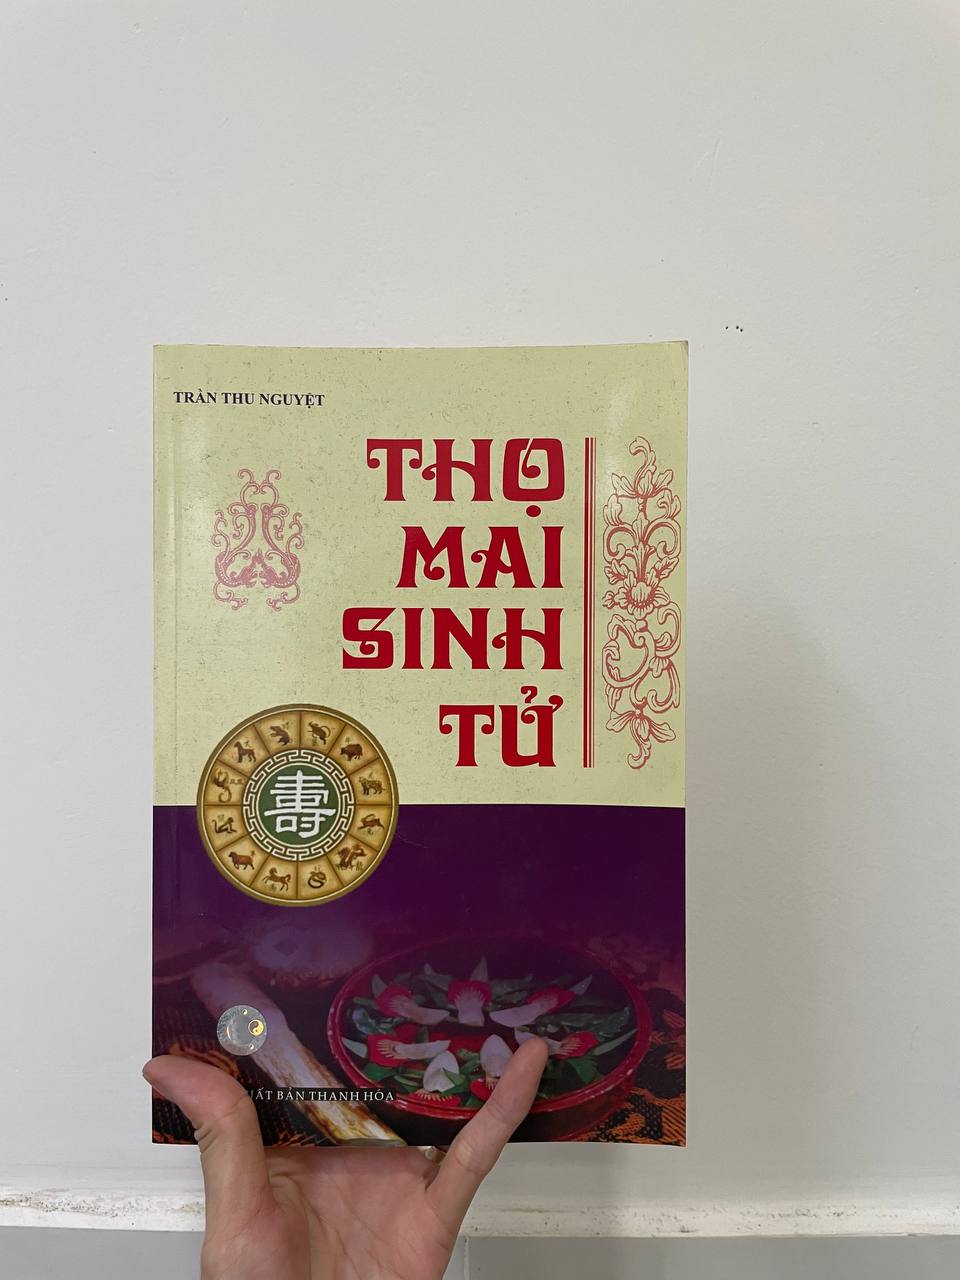 TRẦN THU NGUYỆT
THỌ
MAI
SINH
TỬ
壽
BẢN THANH HÓA